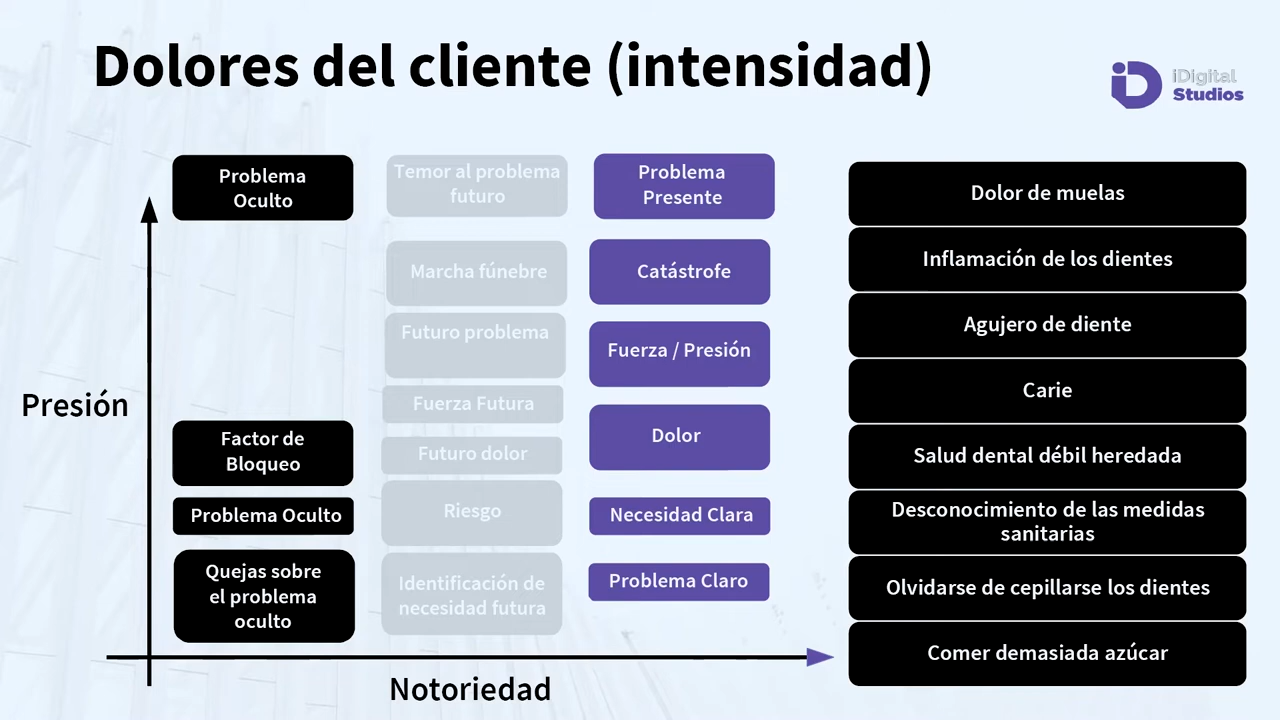 Dolores del cliente (intensidad)
iDigital
Studios
Problema
Oculto
Temor al problema
futuro
Problema
Presente
Marcha fúnebre
Catástrofe
Futuro problema
Fuerza / Presión
Fuerza Futura
Futuro dolor
Dolor
Factor de
Bloqueo
Riesgo
Problema Oculto
Necesidad Clara
Quejas sobre
el problema
oculto
Identificación de
necesidad futura
Problema Claro
Presión
Notoriedad
Dolor de muelas
Inflamación de los dientes
Agujero de diente
Carie
Salud dental débil heredada
Desconocimiento de las medidas
sanitarias
Olvidarse de cepillarse los dientes
Comer demasiada azúcar